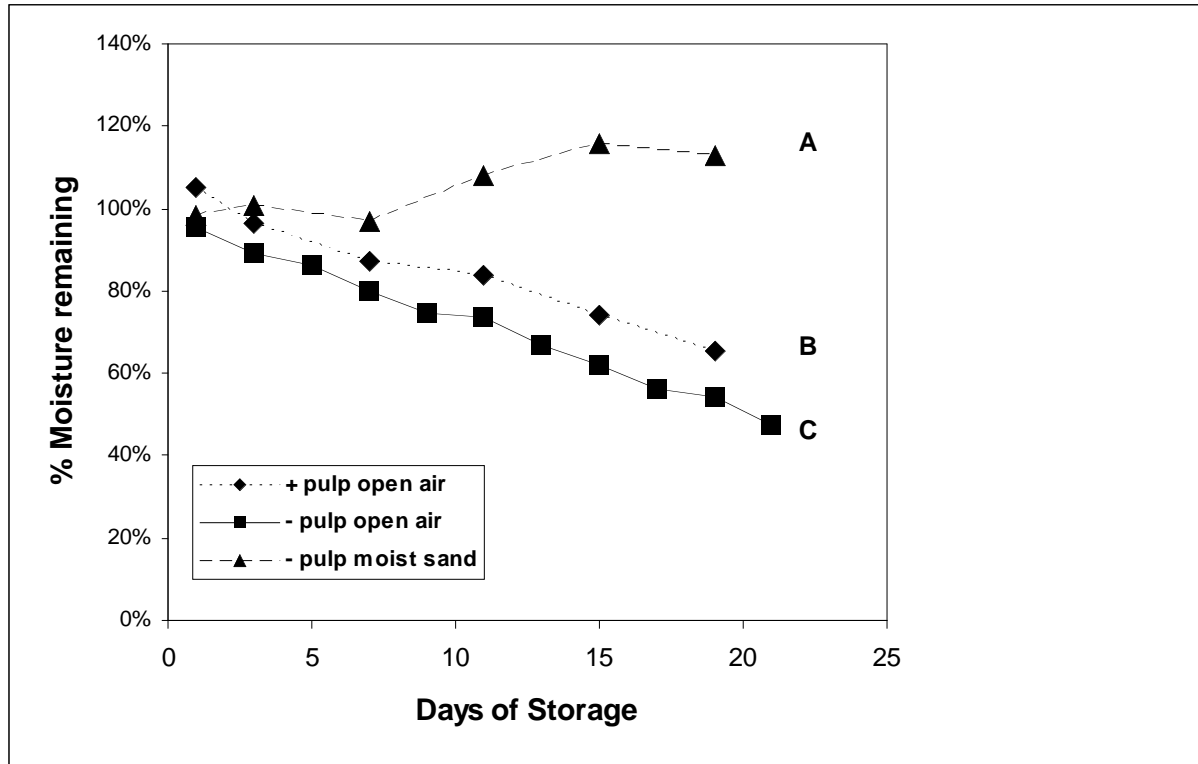 140%
120%
100%
80%
60%
40%
20%
0%
% Moisture remaining
A
B
C
+ pulp open air
- pulp open air
- pulp moist sand
0 5 10 15 20 25
Days of Storage